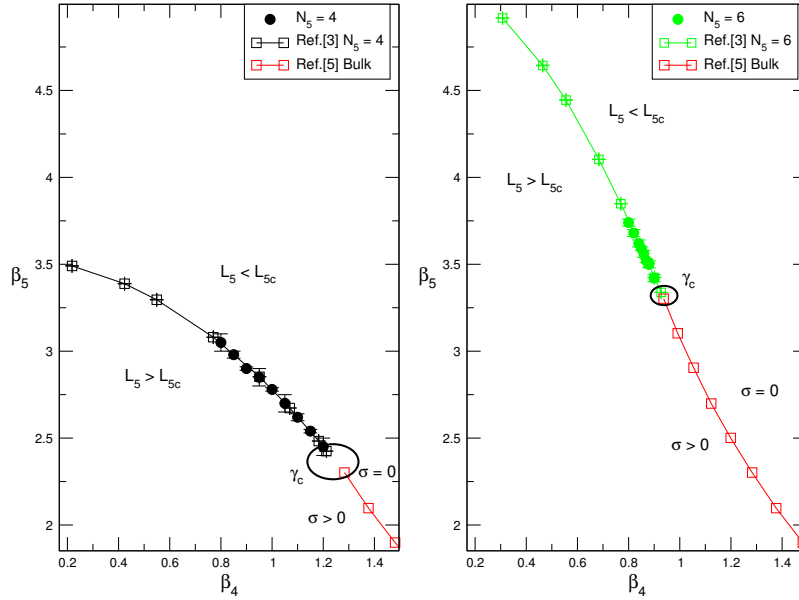 N₅ = 4
Ref.[3] N₅ = 4
Ref.[5] Bulk
L₅ < L₅c
L₅ > L₅c
γc
σ = 0
σ > 0
β₅
4.5
4
3.5
3
2.5
2
0.2 0.4 0.6 0.8 1 1.2 1.4
β₄
N₅ = 6
Ref.[3] N₅ = 6
Ref.[5] Bulk
L₅ < L₅c
L₅ > L₅c
γc
σ = 0
σ > 0
β₅
4.5
4
3.5
3
2.5
2
0.2 0.4 0.6 0.8 1 1.2 1.4
β₄